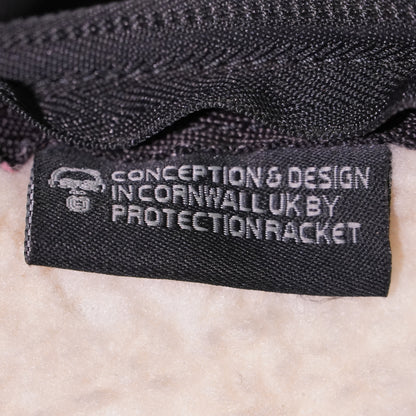 CONCEPTION & DESIGN
IN CORNWALL UK BY
PROTECTION RACKET